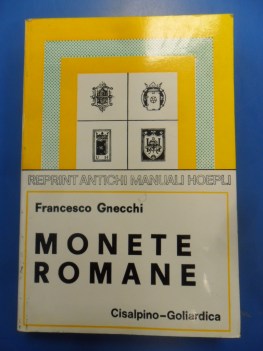 REPRINT ANTICHI MANUALI HOEPLI
Francesco Gnecchi
MONETE
ROMANE
Cisalpino-Goliardica